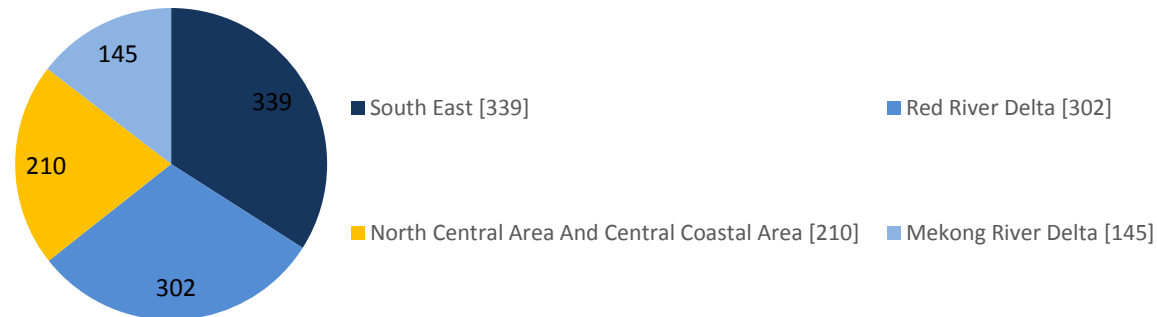 145
339
210
302
South East [339]
Red River Delta [302]
North Central Area And Central Coastal Area [210]
Mekong River Delta [145]